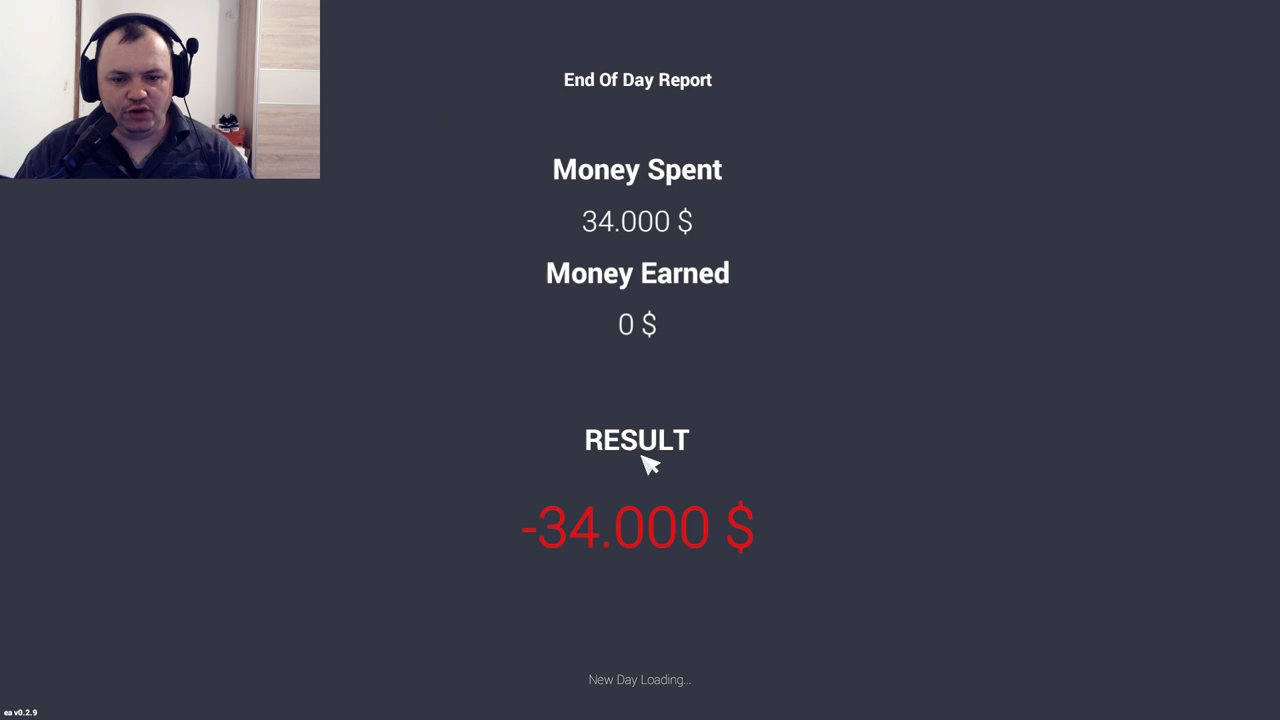 End Of Day Report
Money Spent
34.000 $
Money Earned
0 $
RESULT
-34.000 $
New Day Loading...
ea v0.2.9